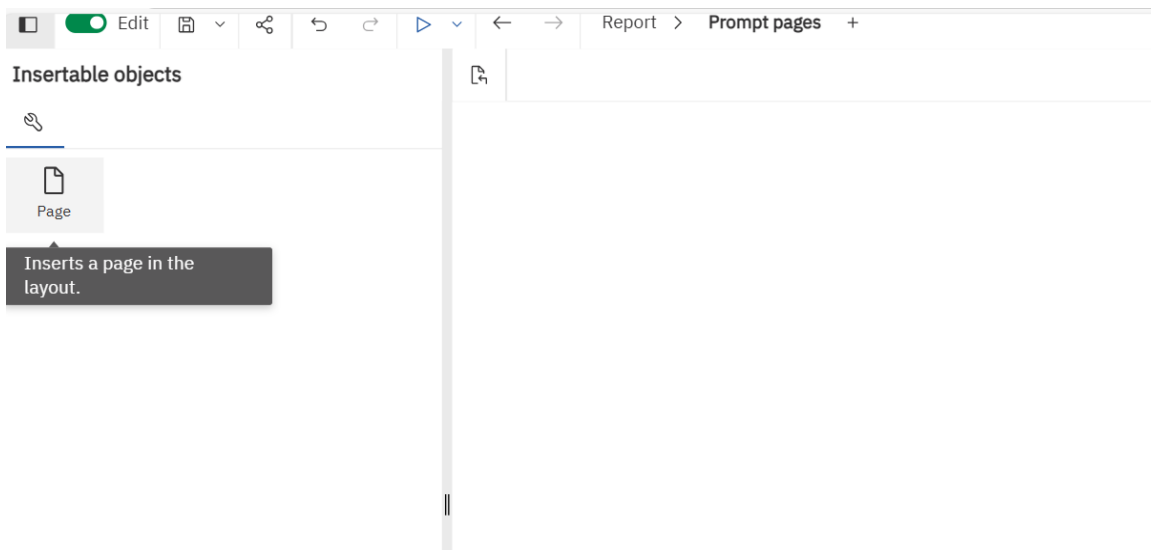 Edit
Report > Prompt pages +
Insertable objects
Page
Inserts a page in the
layout.